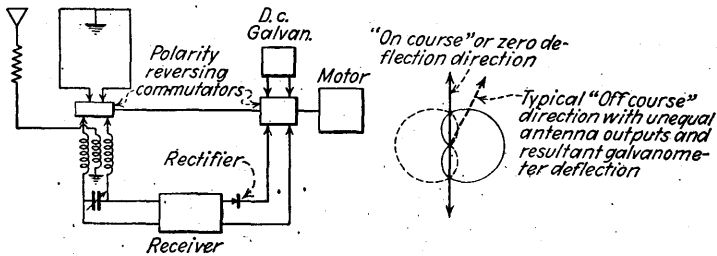 D.c.
Galvan.
Polarity
reversing
commutators
Motor
Rectifier
Receiver
"On course" or zero de-
flection direction
Typical "Off course"
direction with unequal
antenna outputs and
resultant galvanome-
ter deflection